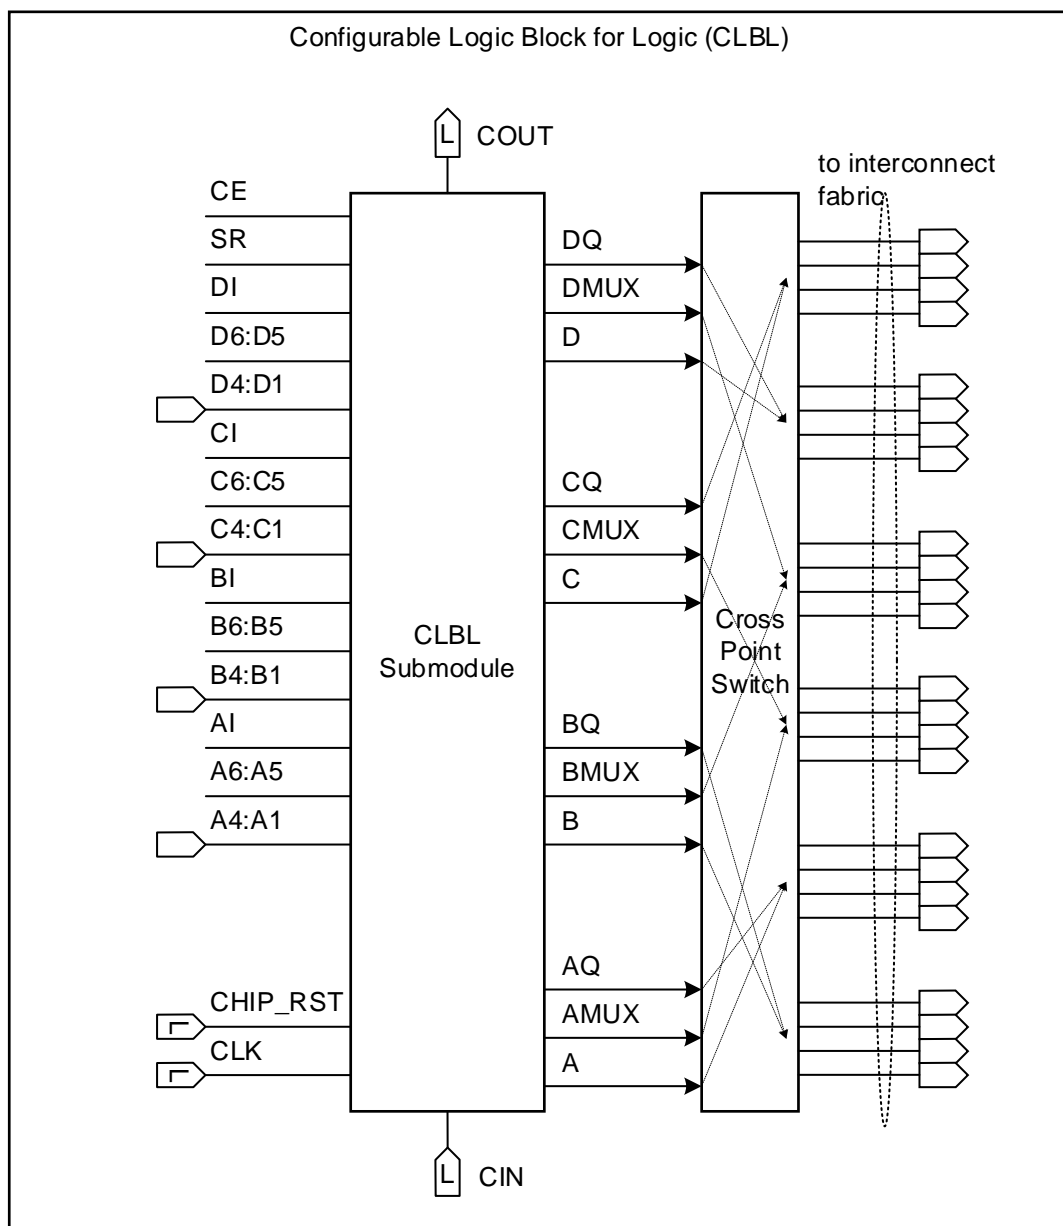 Configurable Logic Block for Logic (CLBL)
L
COUT
to interconnect
fabric
CE
SR
DI
D6:D5
D4:D1
CI
C6:C5
C4:C1
BI
B6:B5
B4:B1
AI
A6:A5
A4:A1
CHIP_RST
L
CLK
L
CLBL
Submodule
DQ
DMUX
D
CQ
CMUX
C
BQ
BMUX
B
AQ
AMUX
A
Cross
Point
Switch
L
CIN